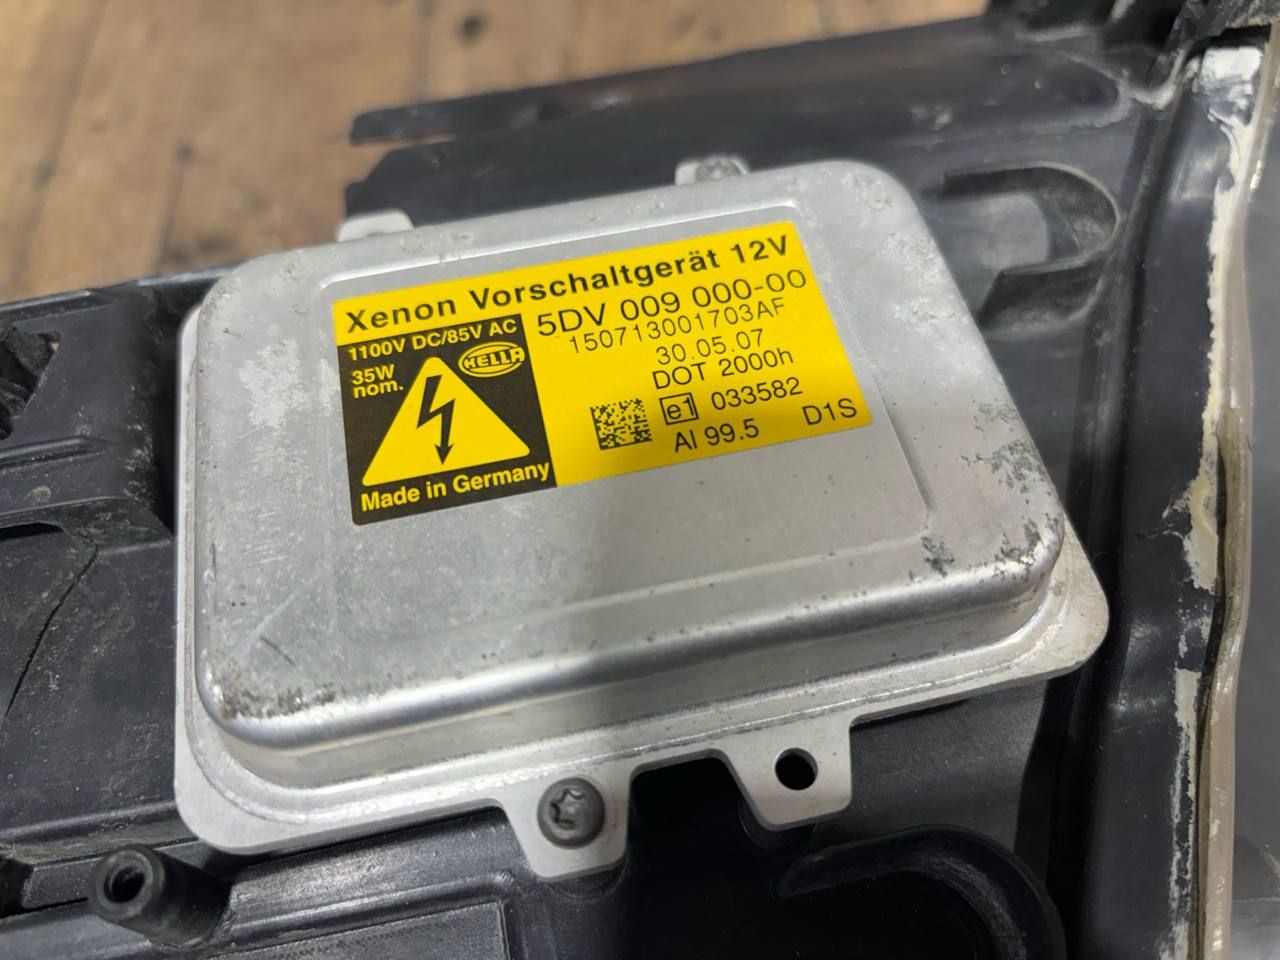 Xenon Vorschaltgerät 12V
1100V DC/85V AC
35W
nom.
HELLA
Made in Germany
5DV 009 000-00
150713001703AF
30.05.07
DOT 2000h
e1 033582
AI 99.5
D1S